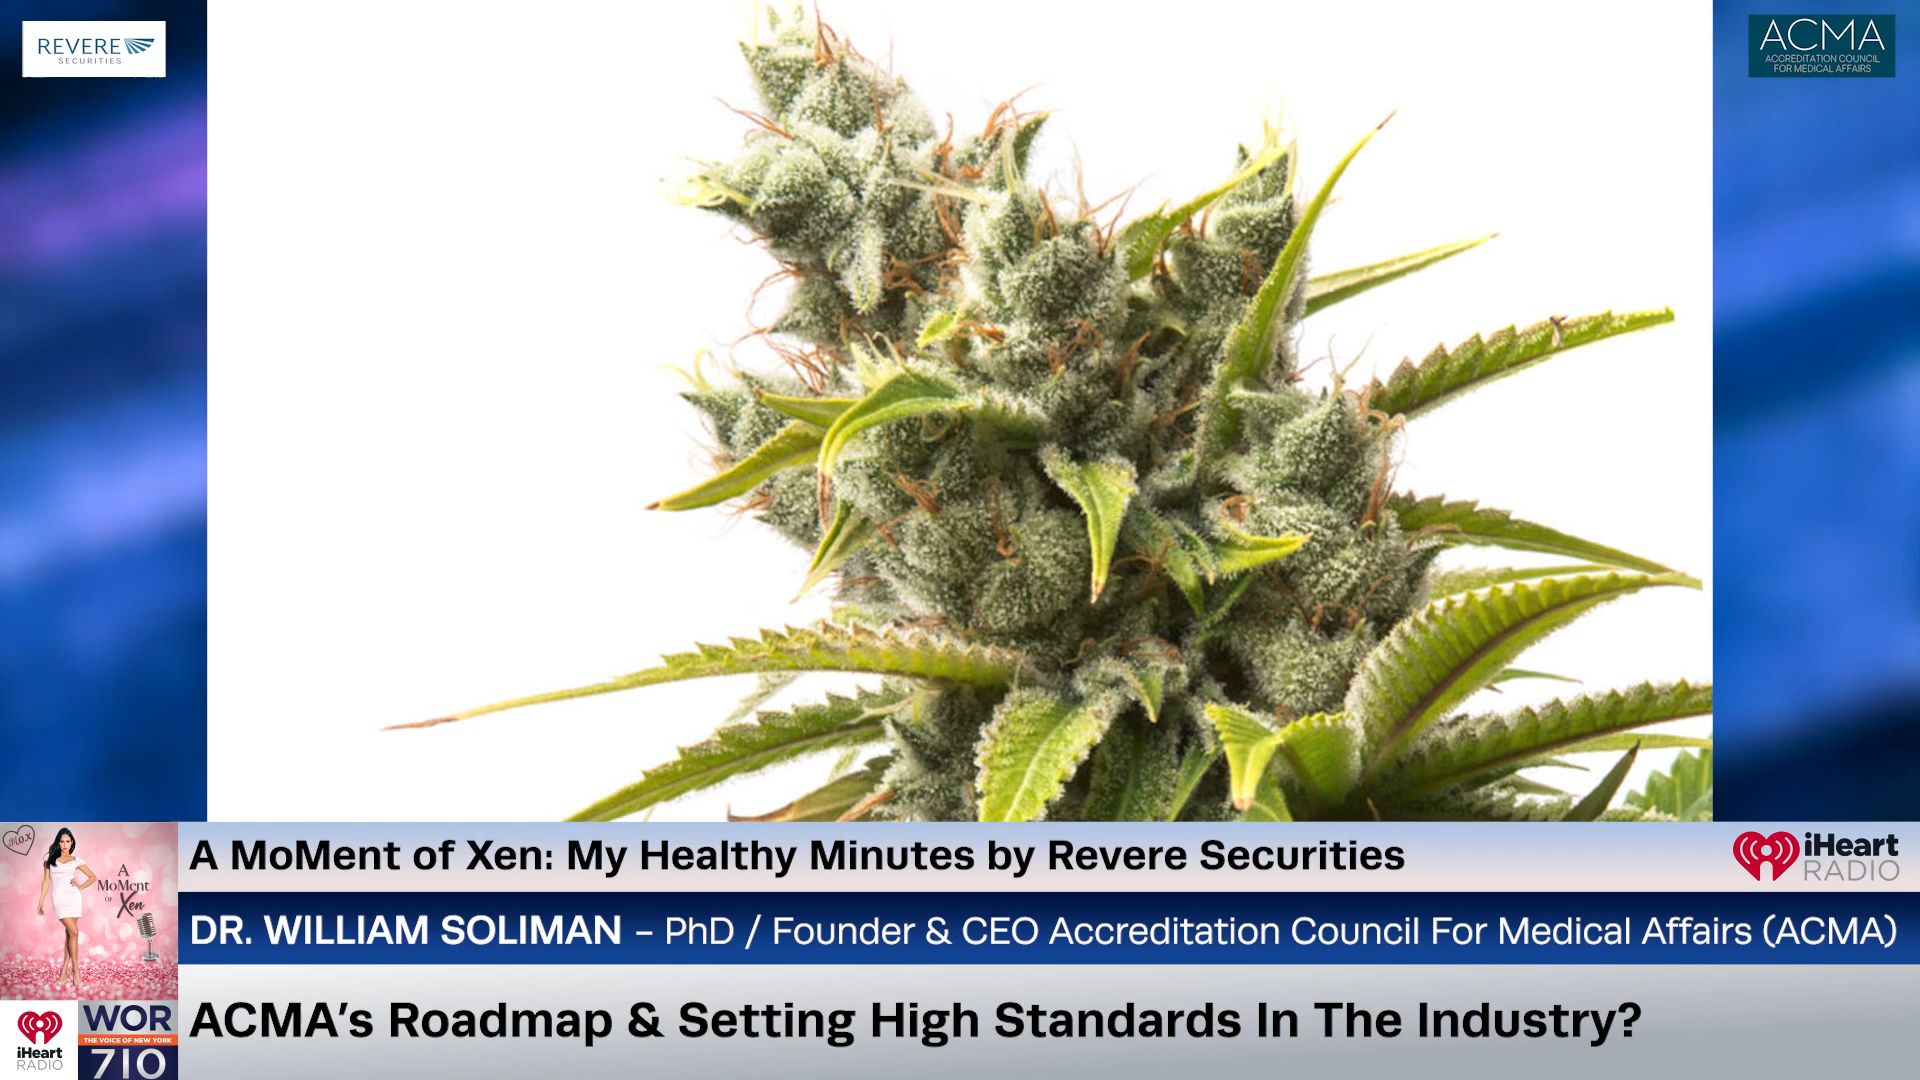 REVERE
SECURITIES
ACMA
ACCREDITATION COUNCIL
FOR MEDICAL AFFAIRS
A MoMent of Xen: My Healthy Minutes by Revere Securities
iHeart
RADIO
M.O.X
A
MoMent
OF Xen
DR. WILLIAM SOLIMAN – PhD / Founder & CEO Accreditation Council For Medical Affairs (ACMA)
iHeart
RADIO
WOR
THE VOICE OF NEW YORK
710
ACMA's Roadmap & Setting High Standards In The Industry?